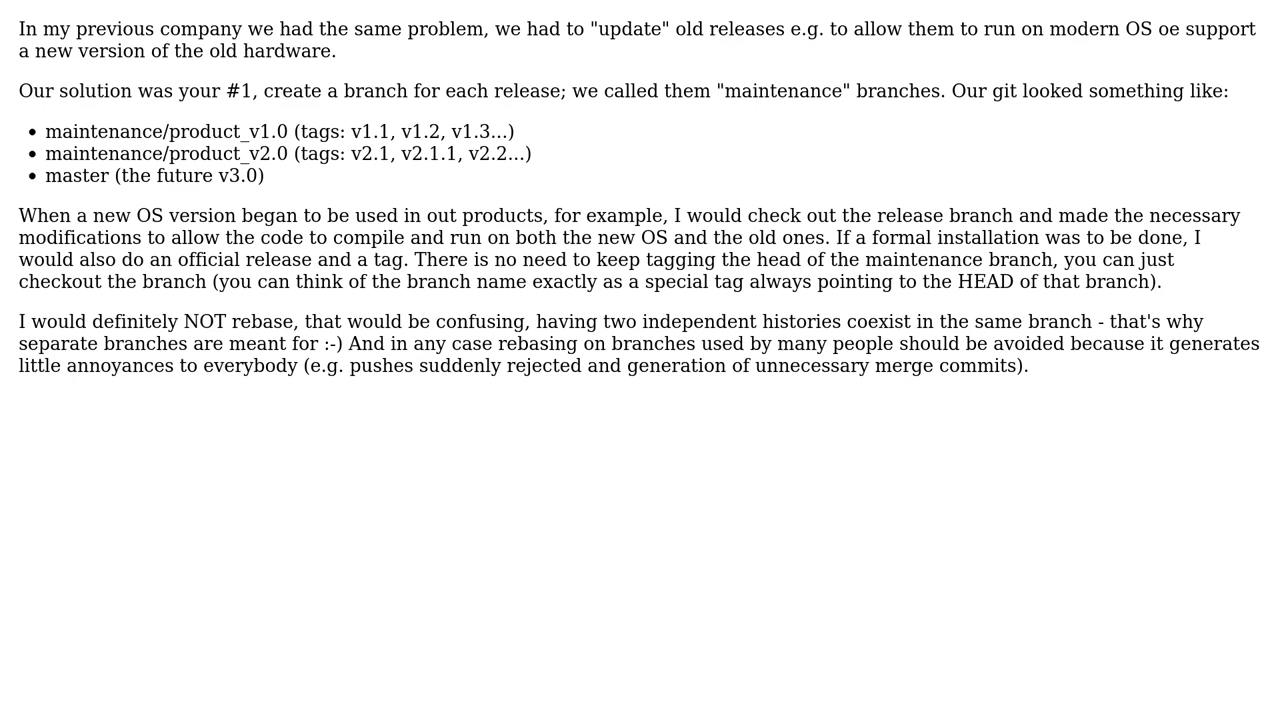 In my previous company we had the same problem, we had to "update" old releases e.g. to allow them to run on modern OS oe support
a new version of the old hardware.
Our solution was your #1, create a branch for each release; we called them "maintenance" branches. Our git looked something like:
• maintenance/product_v1.0 (tags: v1.1, v1.2, v1.3...)
• maintenance/product_v2.0 (tags: v2.1, v2.1.1, v2.2...)
• master (the future v3.0)
When a new OS version began to be used in out products, for example, I would check out the release branch and made the necessary
modifications to allow the code to compile and run on both the new OS and the old ones. If a formal installation was to be done, I
would also do an official release and a tag. There is no need to keep tagging the head of the maintenance branch, you can just
checkout the branch (you can think of the branch name exactly as a special tag always pointing to the HEAD of that branch).
I would definitely NOT rebase, that would be confusing, having two independent histories coexist in the same branch - that's why
separate branches are meant for :-) And in any case rebasing on branches used by many people should be avoided because it generates
little annoyances to everybody (e.g. pushes suddenly rejected and generation of unnecessary merge commits).